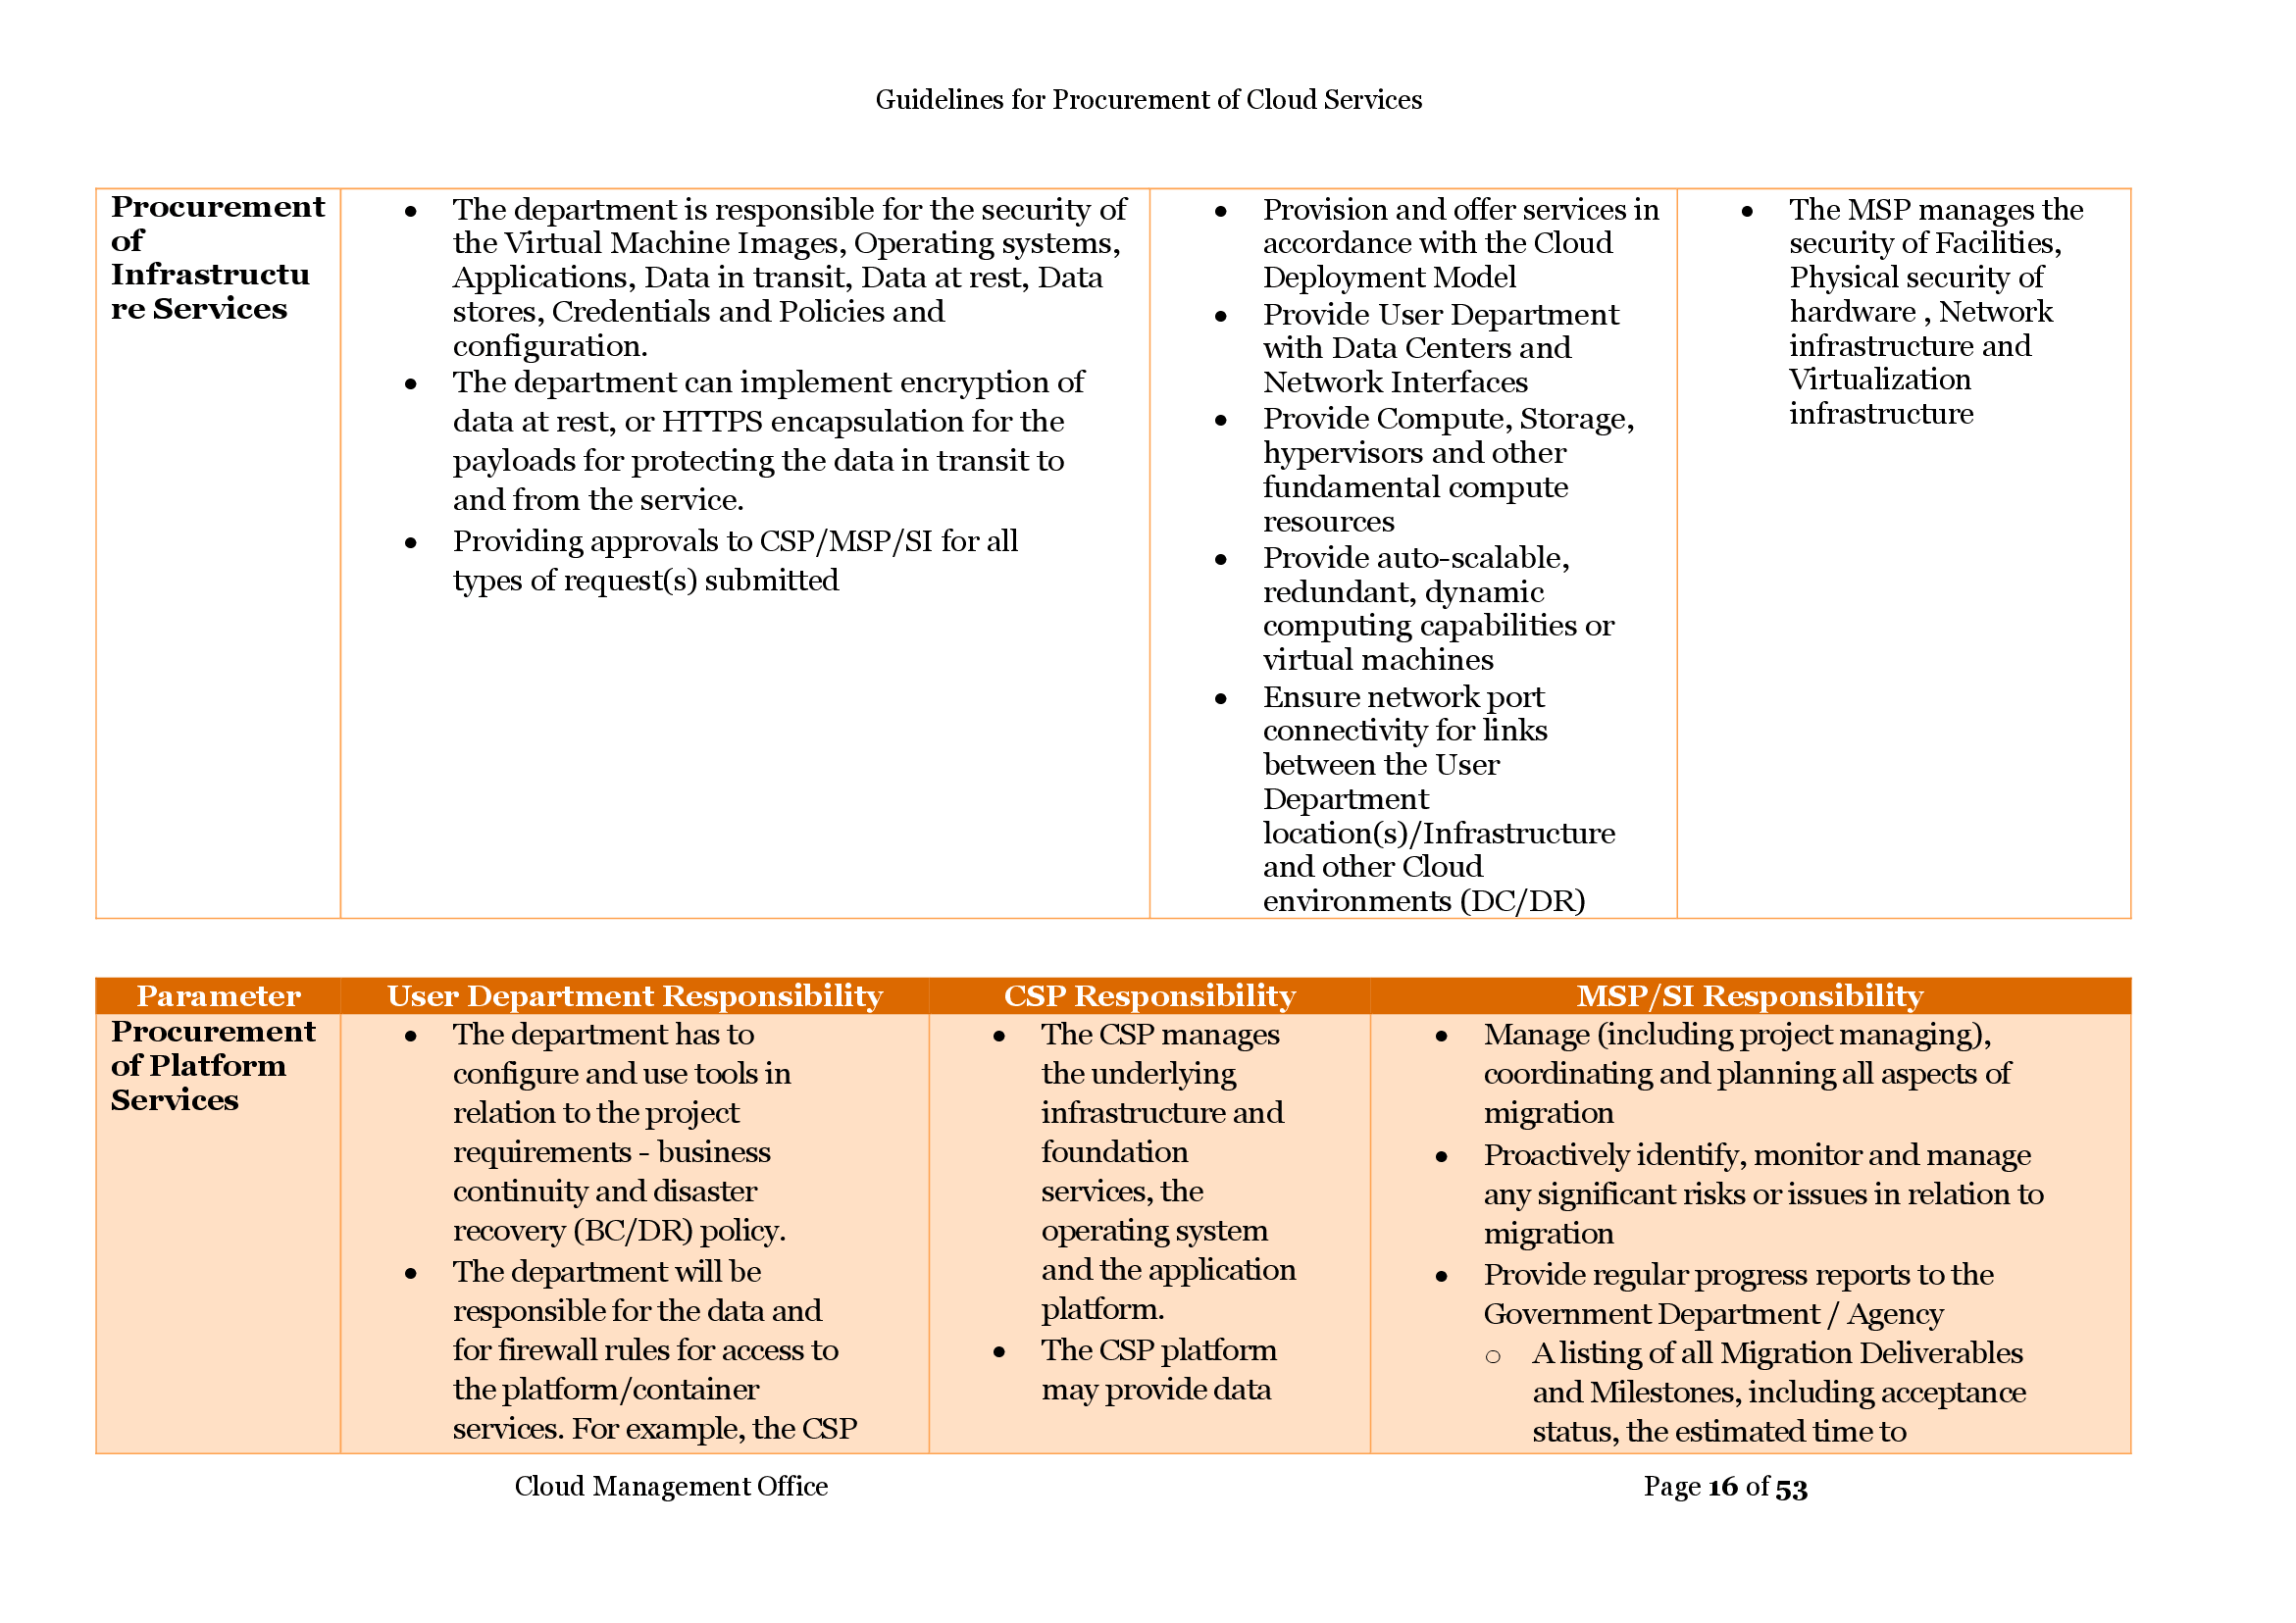 Guidelines for Procurement of Cloud Services
Procurement
of
Infrastructu
re Services
• The department is responsible for the security of
the Virtual Machine Images, Operating systems,
Applications, Data in transit, Data at rest, Data
stores, Credentials and Policies and
configuration.
• The department can implement encryption of
data at rest, or HTTPS encapsulation for the
payloads for protecting the data in transit to
and from the service.
• Providing approvals to CSP/MSP/SI for all
types of request(s) submitted
• Provision and offer services in
accordance with the Cloud
Deployment Model
• Provide User Department
with Data Centers and
Network Interfaces
• Provide Compute, Storage,
hypervisors and other
fundamental compute
resources
• Provide auto-scalable,
redundant, dynamic
computing capabilities or
virtual machines
• Ensure network port
connectivity for links
between the User
Department
location(s)/Infrastructure
and other Cloud
environments (DC/DR)
• The MSP manages the
security of Facilities,
Physical security of
hardware , Network
infrastructure and
Virtualization
infrastructure
Parameter
User Department Responsibility
CSP Responsibility
MSP/SI Responsibility
Procurement
of Platform
Services
• The department has to
configure and use tools in
relation to the project
requirements - business
continuity and disaster
recovery (BC/DR) policy.
• The department will be
responsible for the data and
for firewall rules for access to
the platform/container
services. For example, the CSP
• The CSP manages
the underlying
infrastructure and
foundation
services, the
operating system
and the application
platform.
• The CSP platform
may provide data
• Manage (including project managing),
coordinating and planning all aspects of
migration
• Proactively identify, monitor and manage
any significant risks or issues in relation to
migration
• Provide regular progress reports to the
Government Department / Agency
o A listing of all Migration Deliverables
and Milestones, including acceptance
status, the estimated time to
Cloud Management Office
Page 16 of 53